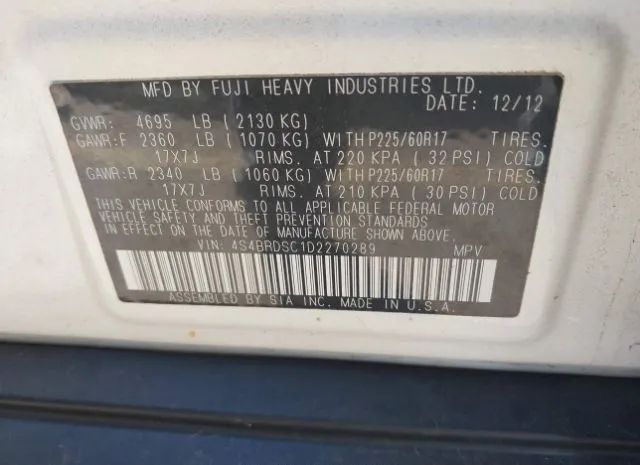 MFD BY FUJI HEAVY INDUSTRIES LTD.
DATE: 12/12
GVWR: 4695 LB ( 2130 KG)
GAWR:F 2360 LB ( 1070 KG) WITH P225/60R17 TIRES.
17X7J RIMS. AT 220 KPA ( 32 PSI) COLD
GAWR:R 2340 LB ( 1060 KG) WITH P225/60R17 TIRES.
17X7J RIMS. AT 210 KPA ( 30 PSI) COLD
THIS VEHICLE CONFORMS TO ALL APPLICABLE FEDERAL MOTOR
VEHICLE SAFETY AND THEFT PREVENTION STANDARDS
IN EFFECT ON THE DATE OF MANUFACTURE SHOWN ABOVE.
VIN: 4S4BRDSC1D2270289 MPV
ASSEMBLED BY SIA INC. MADE IN U.S.A.